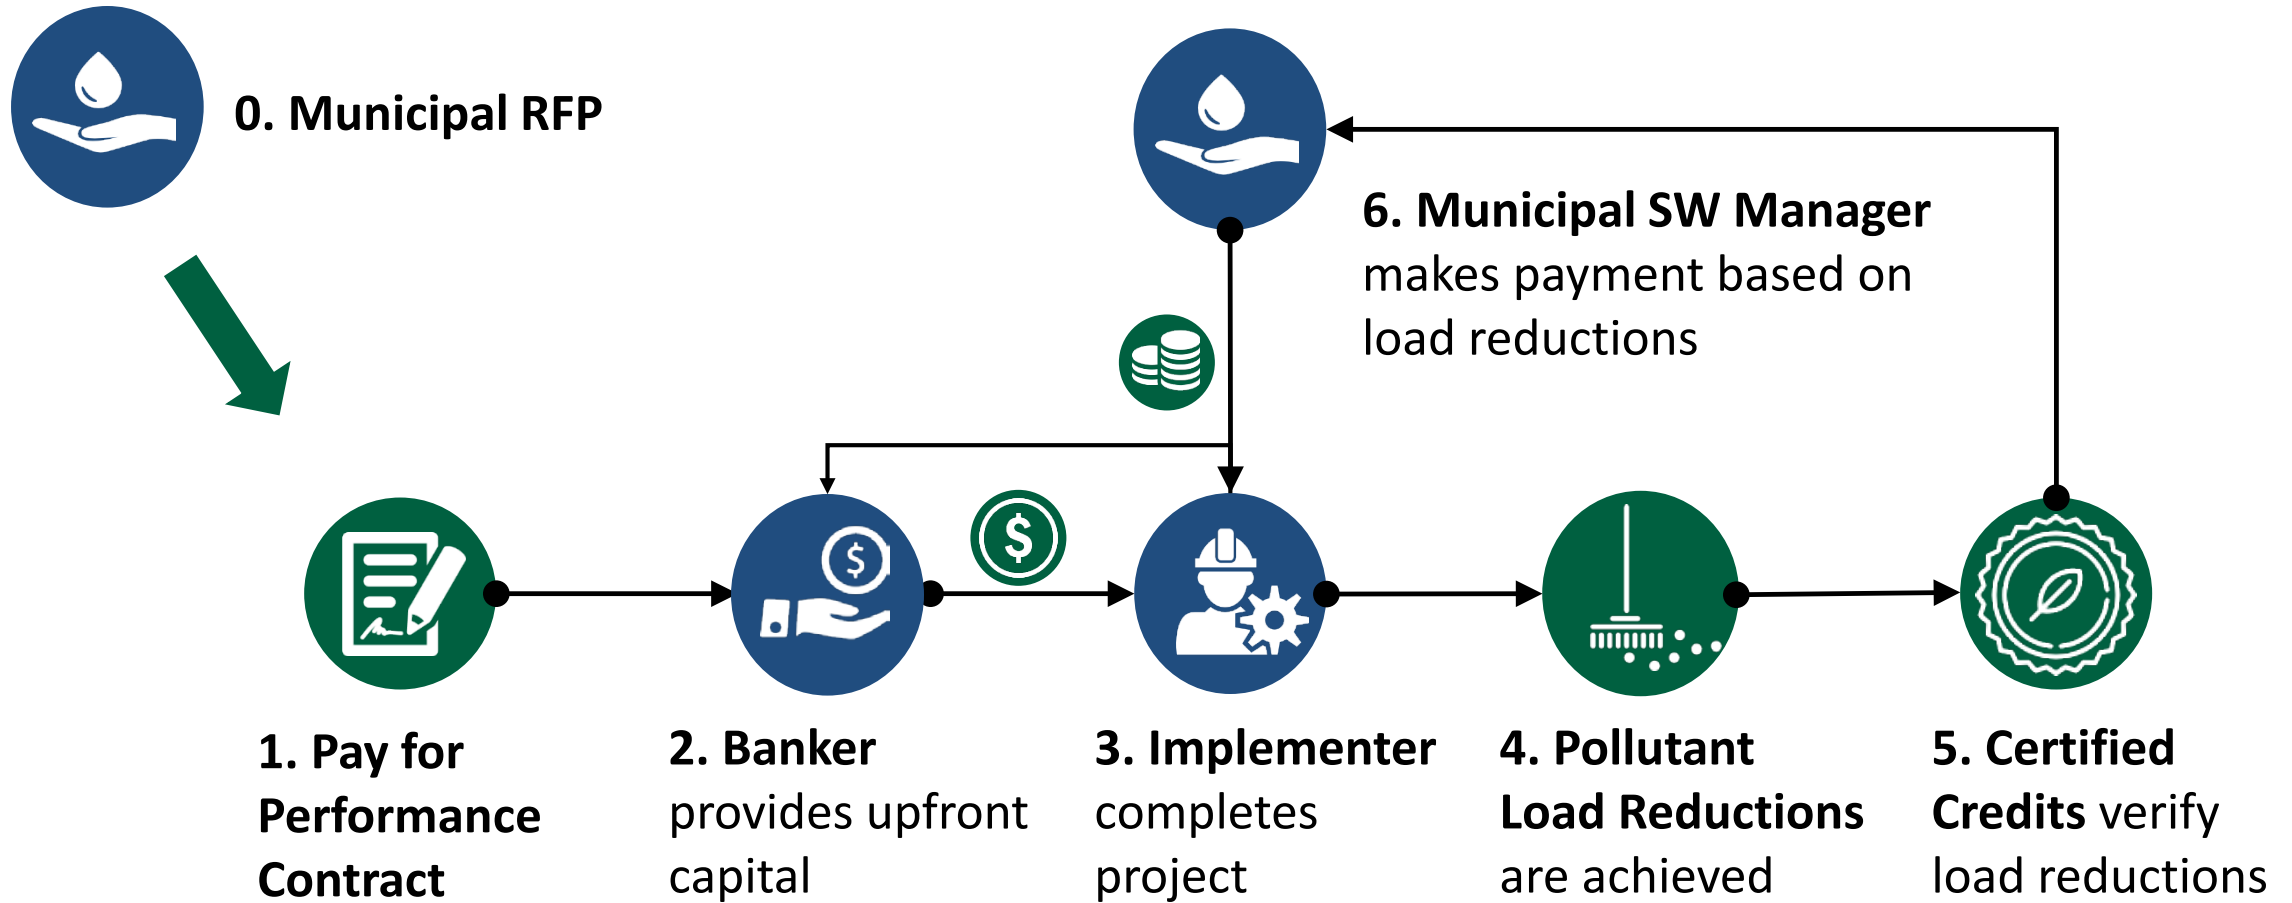 0. Municipal RFP
6. Municipal SW Manager
makes payment based on
load reductions
$
$
1. Pay for
Performance
Contract
2. Banker
provides upfront
capital
3. Implementer
completes
project
4. Pollutant
Load Reductions
are achieved
5. Certified
Credits verify
load reductions